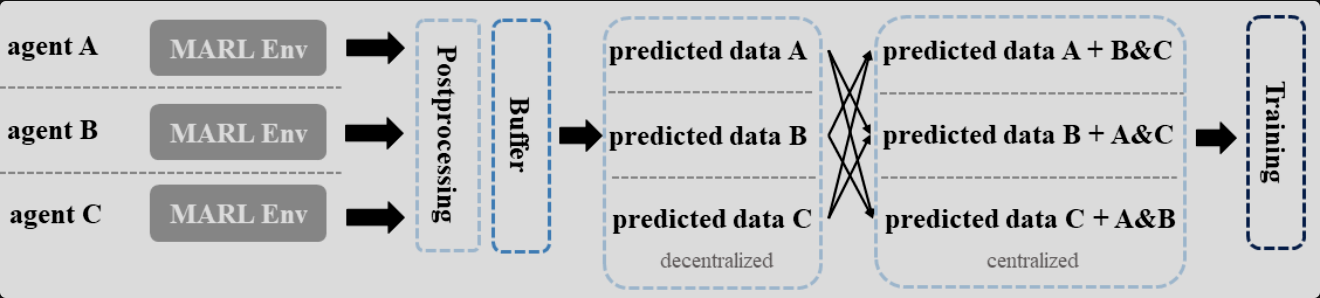 agent A
MARL Env
agent B
MARL Env
agent C
MARL Env
Postprocessing
Buffer
predicted data A
predicted data B
predicted data C
decentralized
predicted data A + B&C
predicted data B + A&C
predicted data C + A&B
centralized
Training